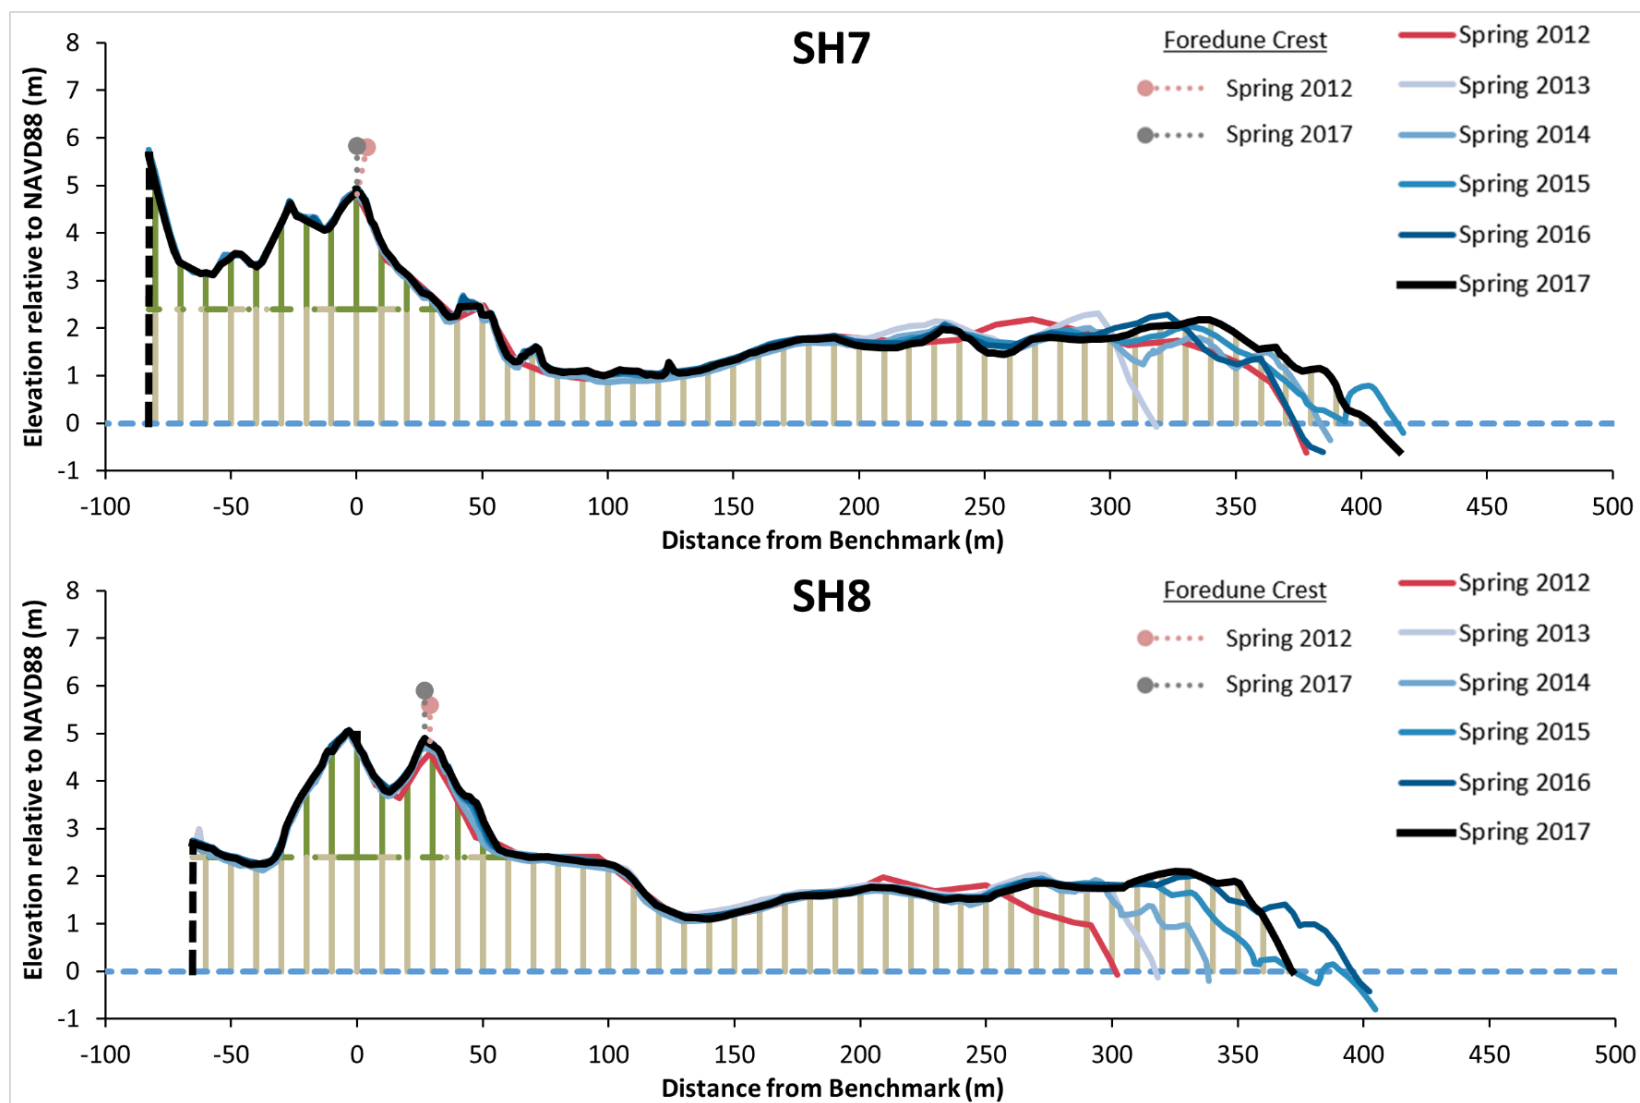 SH7
Elevation relative to NAVD88 (m)
8
7
6
5
4
3
2
1
0
-1
-100 -50 0 50 100 150 200 250 300 350 400 450 500
Distance from Benchmark (m)
Foredune Crest
Spring 2012
Spring 2017
Spring 2012
Spring 2013
Spring 2014
Spring 2015
Spring 2016
Spring 2017
SH8
Elevation relative to NAVD88 (m)
8
7
6
5
4
3
2
1
0
-1
-100 -50 0 50 100 150 200 250 300 350 400 450 500
Distance from Benchmark (m)
Foredune Crest
Spring 2012
Spring 2017
Spring 2012
Spring 2013
Spring 2014
Spring 2015
Spring 2016
Spring 2017